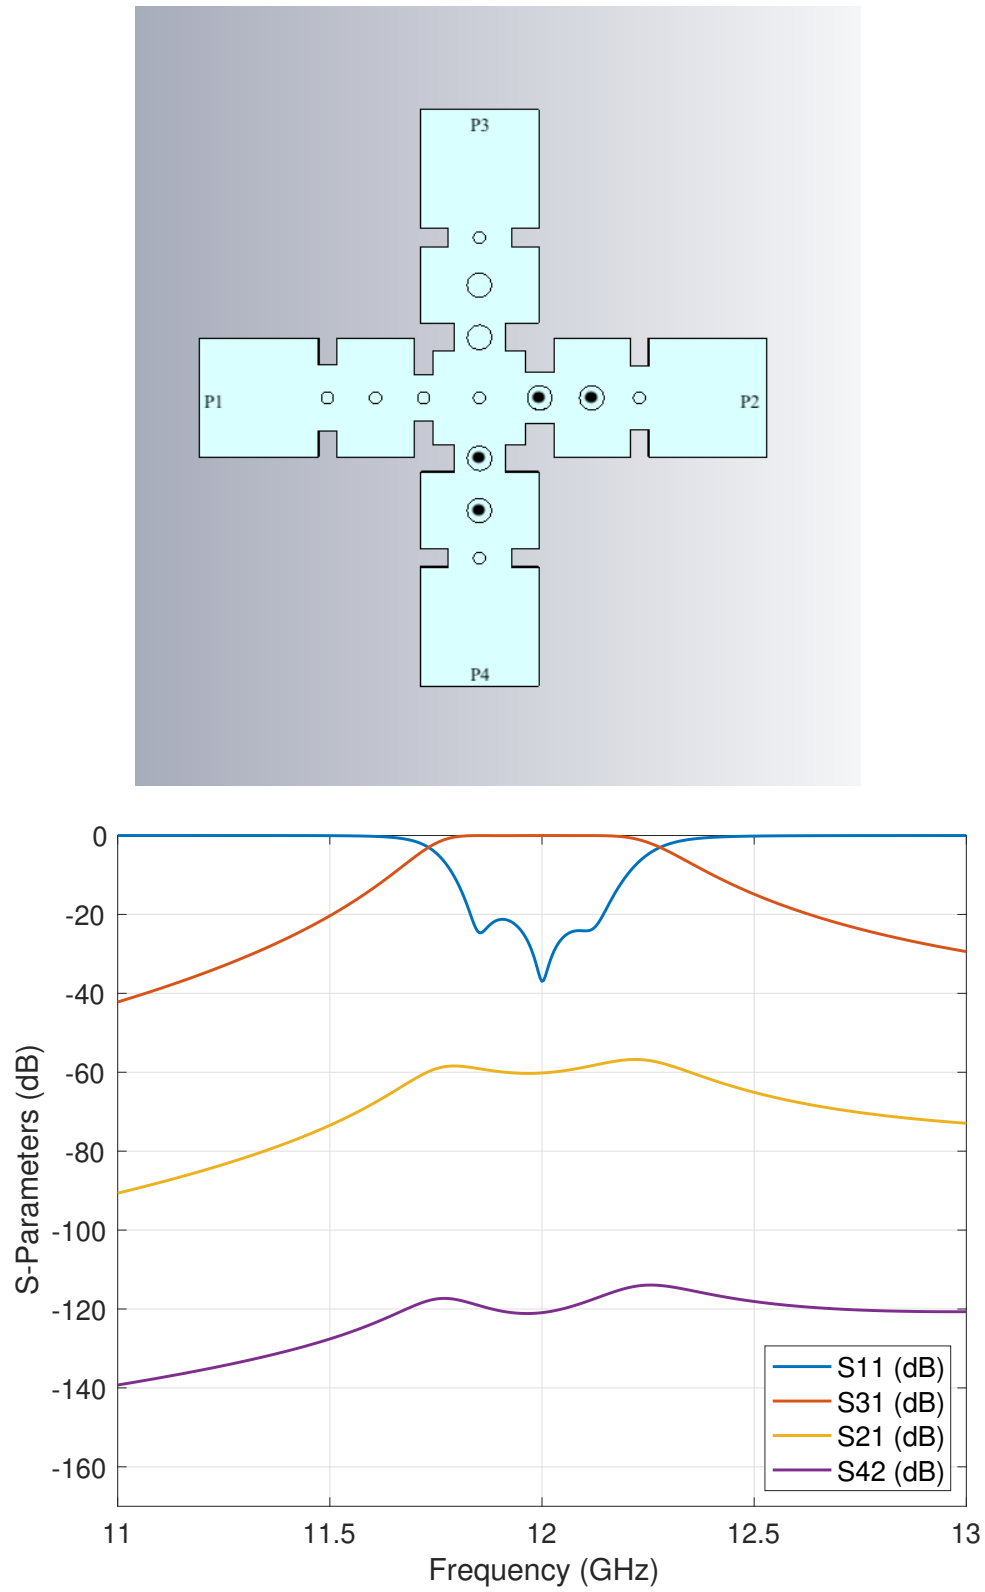 P3
P1
P2
P4
0
-20
-40
-60
-80
-100
-120
-140
-160
S-Parameters (dB)
S11 (dB)
S31 (dB)
S21 (dB)
S42 (dB)
11
11.5
12
12.5
13
Frequency (GHz)